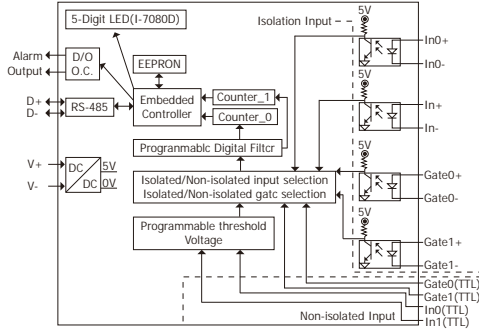 5-Digit LED(I-7080D)
Isolation Input
5V
Alarm
Output
D/O
O.C.
EEPRON
In0+
In0-
D+
D-
RS-485
Embedded
Controller
Counter_1
Counter_0
5V
In+
In-
Programmablc Digital Filtcr
V+
V-
DC
DC
5V
0V
Isolated/Non-isolated input selection
Isolated/Non-isolated gatc selection
5V
Gate0+
Gate0-
Programmable threshold
Voltage
5V
Gate1+
Gate1-
Non-isolated Input
Gate0(TTL)
Gate1(TTL)
In0(TTL)
In1(TTL)